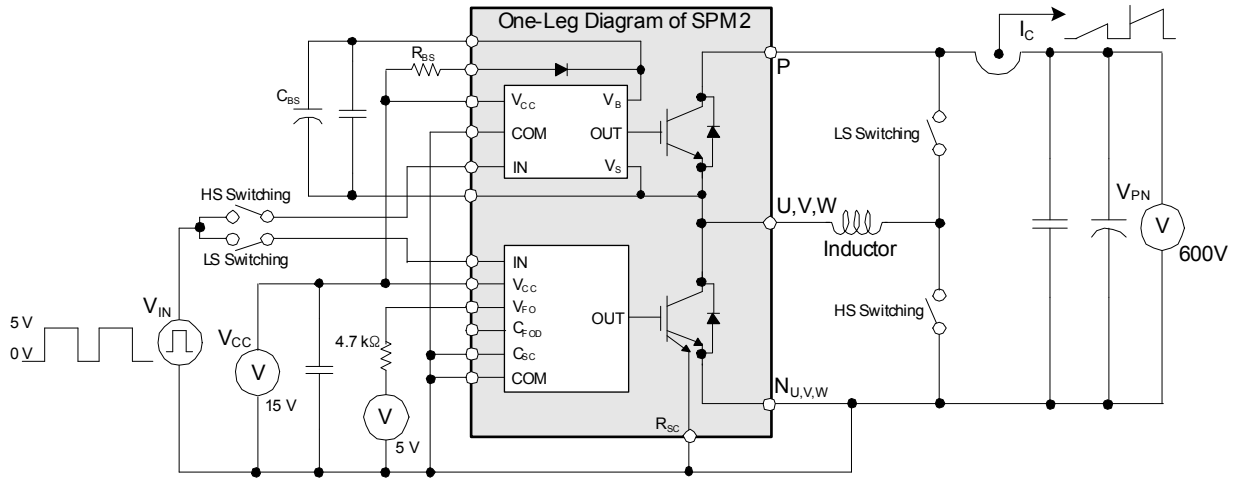 One-Leg Diagram of SPM2
I_C
R_BS
P
C_BS
V_CC
V_B
COM
OUT
IN
V_S
LS Switching
HS Switching
LS Switching
U,V,W
Inductor
V_PN
V
600V
IN
V_CC
V_FO
C_FOD
C_SC
COM
OUT
HS Switching
V_IN
5 V
0 V
V_CC
V
15 V
4.7 kΩ
V
5 V
N_U,V,W
R_SC